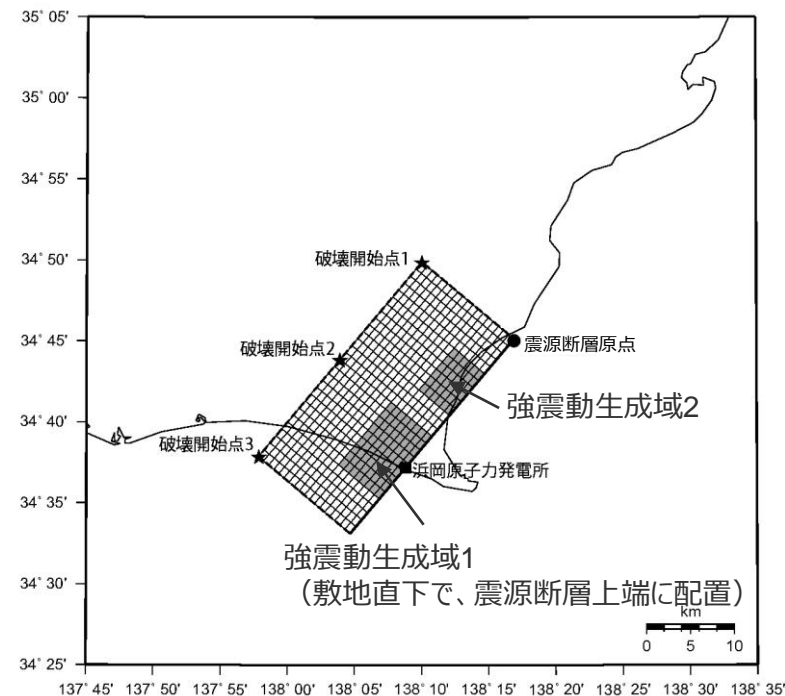 35° 05'
35° 00'
34° 55'
34° 50'
34° 45'
34° 40'
34° 35'
34° 30'
34° 25'
破壊開始点1
破壊開始点2
震源断層原点
強震動生成域2
破壊開始点3
浜岡原子力発電所
強震動生成域1
（敷地直下で、震源断層上端に配置）
km
0 5 10
137° 45' 137° 50' 137° 55' 138° 00' 138° 05' 138° 10' 138° 15' 138° 20' 138° 25' 138° 30' 138° 35'